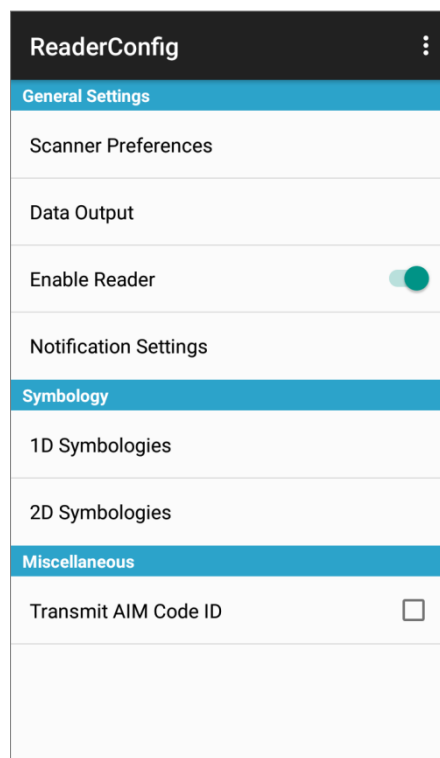 ReaderConfig
General Settings
Scanner Preferences
Data Output
Enable Reader
Notification Settings
Symbology
1D Symbologies
2D Symbologies
Miscellaneous
Transmit AIM Code ID